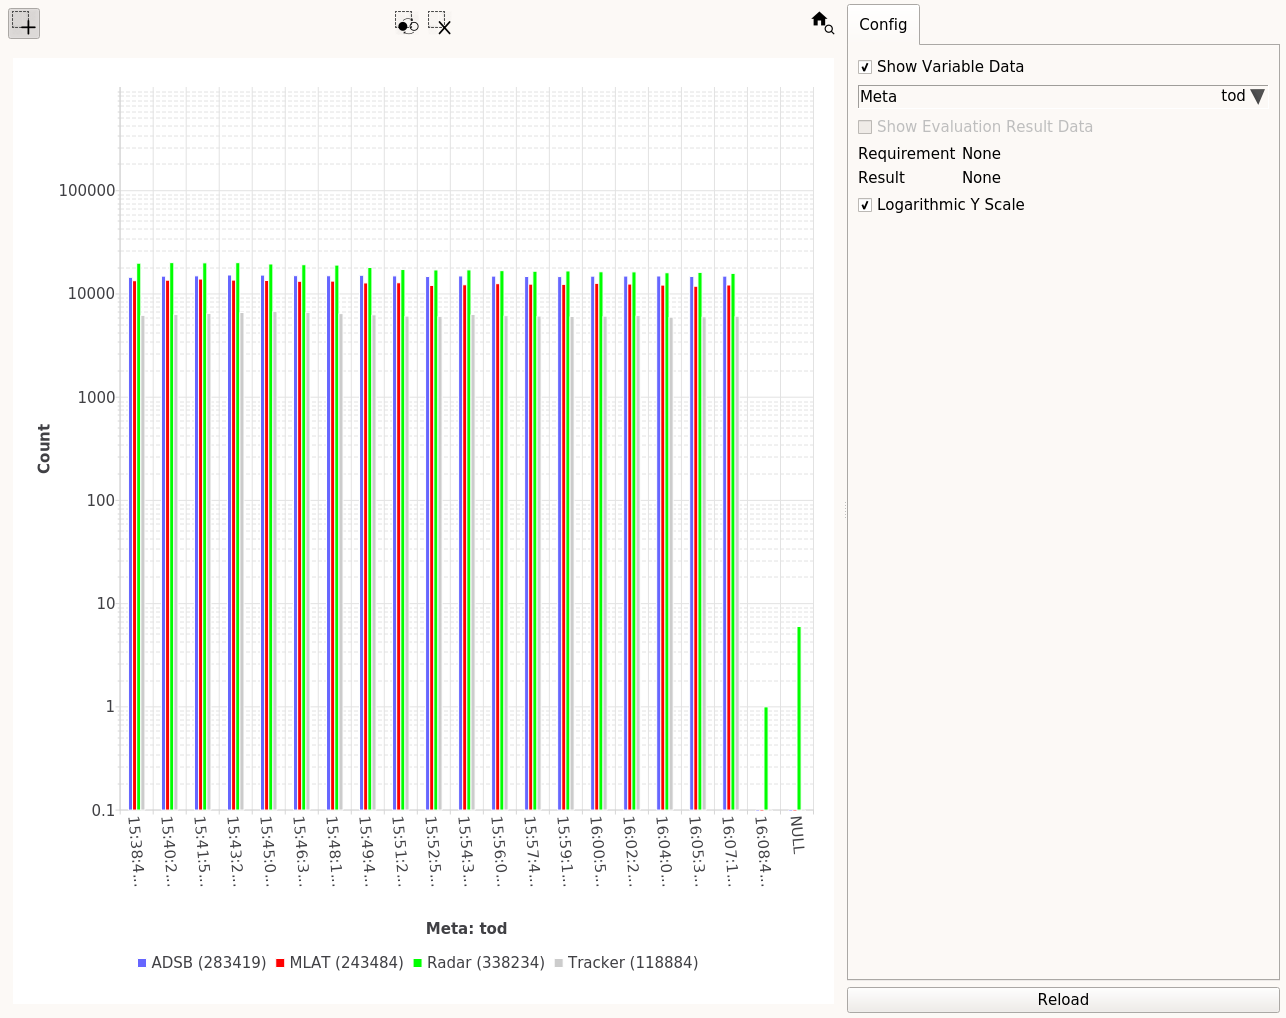 Config
Show Variable Data
Meta tod
Show Evaluation Result Data
Requirement None
Result None
Logarithmic Y Scale
100000
10000
1000
100
10
1
0.1
Count
15:38:4...
15:40:2...
15:41:5...
15:43:2...
15:45:0...
15:46:3...
15:48:1...
15:49:4...
15:51:2...
15:52:5...
15:54:3...
15:56:0...
15:57:4...
15:59:1...
16:00:5...
16:02:2...
16:04:0...
16:05:3...
16:07:1...
16:08:4...
NULL
Meta: tod
ADSB (283419) MLAT (243484) Radar (338234) Tracker (118884)
Reload